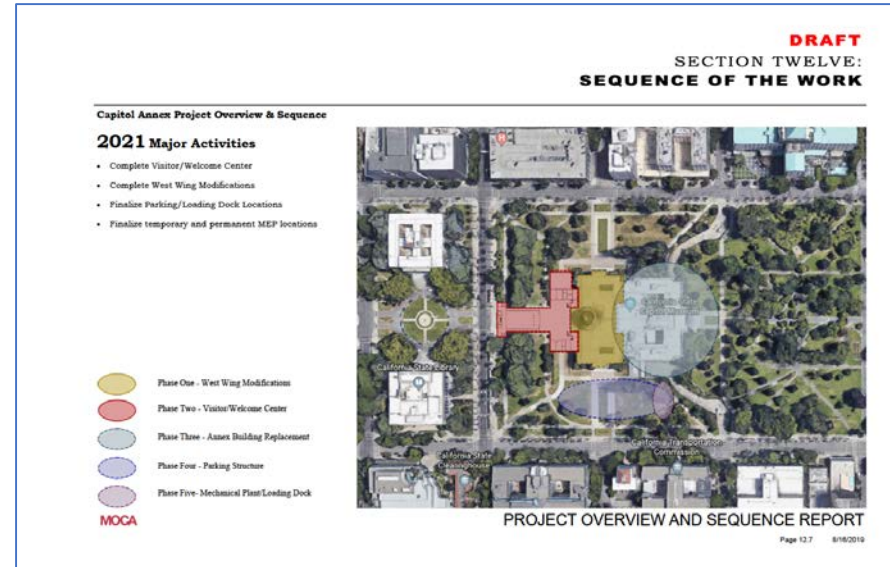 DRAFT
SECTION TWELVE:
SEQUENCE OF THE WORK
Capitol Annex Project Overview & Sequence
2021 Major Activities
• Complete Visitor/Welcome Center
• Complete West Wing Modifications
• Finalize Parking/Loading Dock Locations
• Finalize temporary and permanent MEP locations
California State Library
California State
Clearinghouse
California Transportation
Commission
Phase One - West Wing Modifications
Phase Two - Visitor/Welcome Center
Phase Three - Annex Building Replacement
Phase Four - Parking Structure
Phase Five- Mechanical Plant/Loading Dock
MOCA
PROJECT OVERVIEW AND SEQUENCE REPORT
Page 12.7 8/16/2019